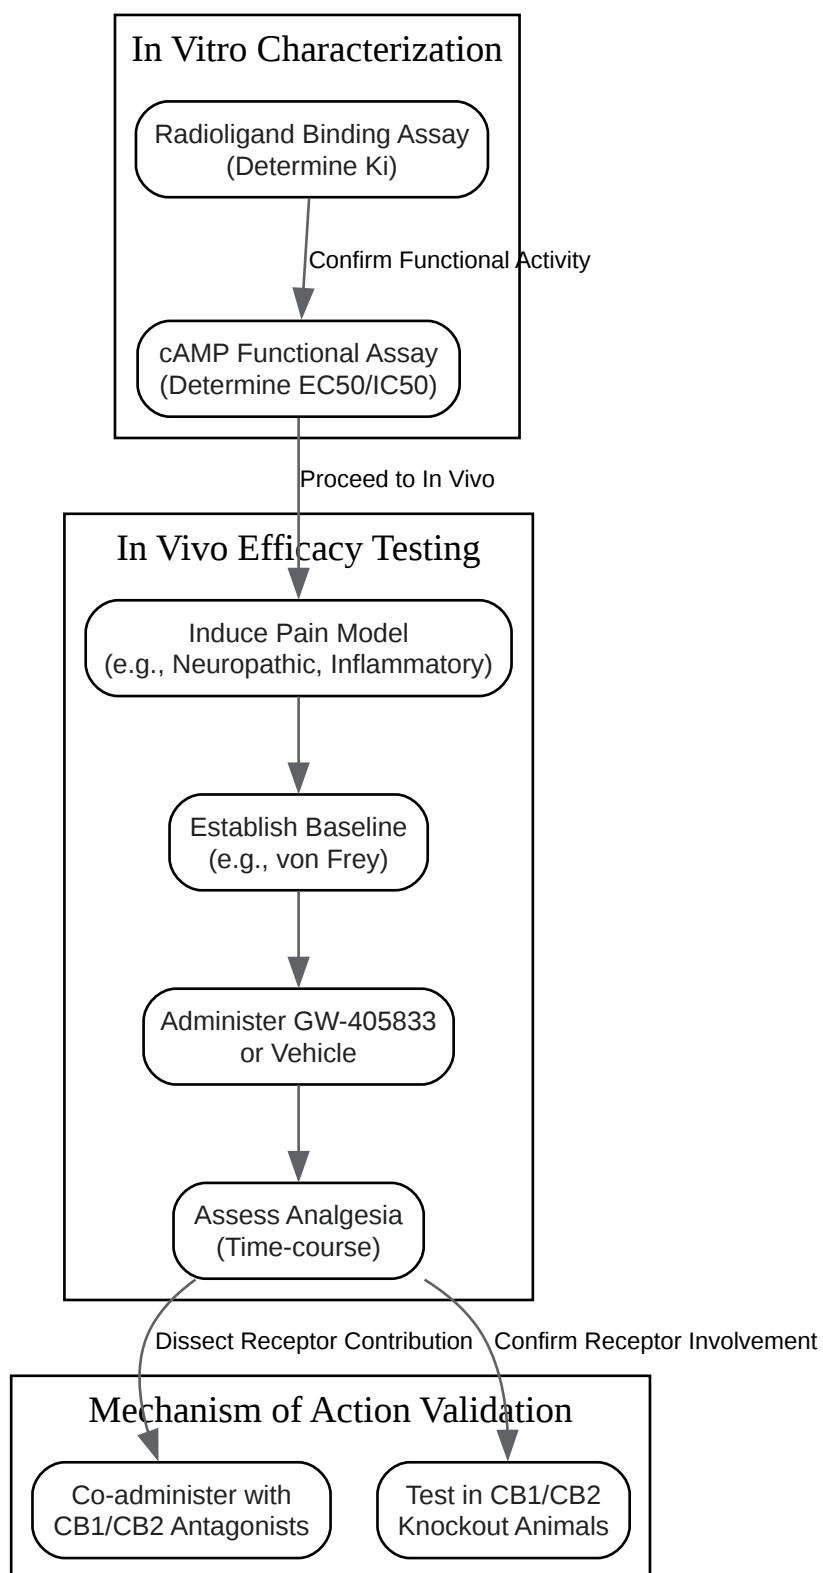 In Vitro Characterization
Radioligand Binding Assay
(Determine Ki)
Confirm Functional Activity
cAMP Functional Assay
(Determine EC50/IC50)
Proceed to In Vivo
In Vivo Efficacy Testing
Induce Pain Model
(e.g., Neuropathic, Inflammatory)
Establish Baseline
(e.g., von Frey)
Administer GW-405833
or Vehicle
Assess Analgesia
(Time-course)
Dissect Receptor Contribution
Confirm Receptor Involvement
Mechanism of Action Validation
Co-administer with
CB1/CB2 Antagonists
Test in CB1/CB2
Knockout Animals